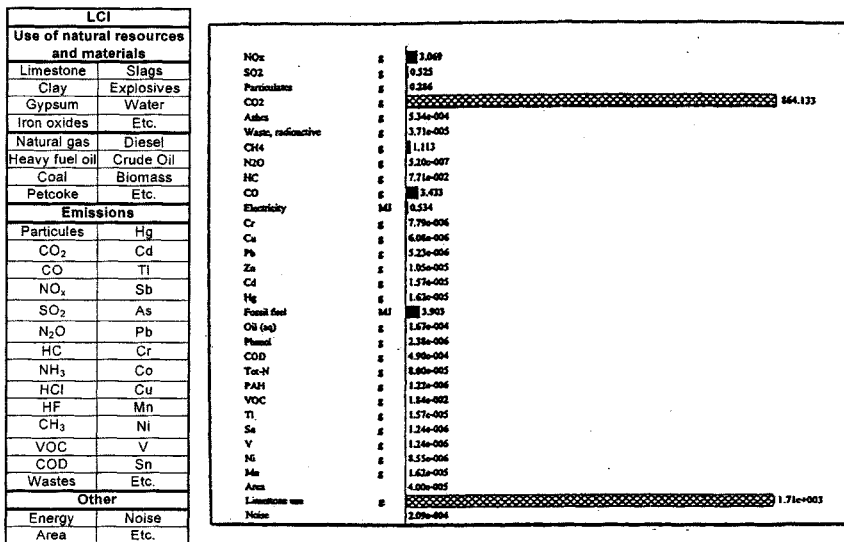 LCI
Use of natural resources
and materials
Limestone Slags
Clay Explosives
Gypsum Water
Iron oxides Etc.
Natural gas Diesel
Heavy fuel oil Crude Oil
Coal Biomass
Petcoke Etc.
Emissions
Particules Hg
CO2 Cd
CO Tl
NOx Sb
SO2 As
N2O Pb
HC Cr
NH3 Co
HCl Cu
HF Mn
CH3 Ni
VOC V
COD Sn
Wastes Etc.
Other
Energy Noise
Area Etc.
NOx g 3.069
SO2 g 0.525
Particulates g 0.286
CO2 g 864.133
Ashes g 5.34e-004
Waste, radioactive g 3.71e-005
CH4 g 1.113
N2O g 5.20e-007
HC g 7.71e-002
CO g 3.433
Electricity MJ 0.534
Cr g 7.79e-006
Cu g 6.08e-006
Pb g 5.23e-006
Zn g 1.05e-005
Cd g 1.57e-005
Hg g 1.62e-005
Fossil fuel MJ 3.903
Oil (aq) g 1.67e-004
Phenol g 2.38e-006
COD g 4.90e-004
Tot-N g 8.60e-005
PAH g 1.22e-006
VOC g 1.84e-002
Tl g 1.57e-005
Sn g 1.24e-006
V g 1.24e-006
Ni g 8.55e-006
Mn g 1.62e-005
Area 4.00e-005
Limestone use g 1.71e+003
Noise 2.09e-004